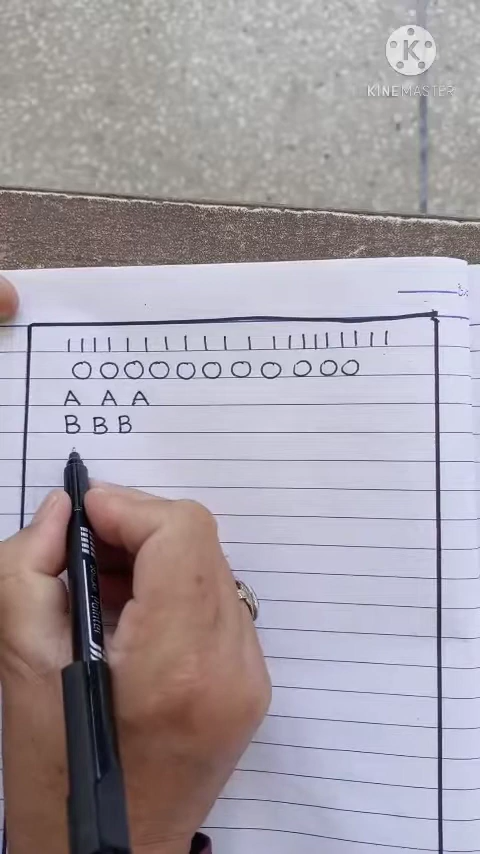 K
KINEMASTER
| | | | | | | | | | | | | | | | | | | |
O O O O O O O O O O O
A A A
B B B